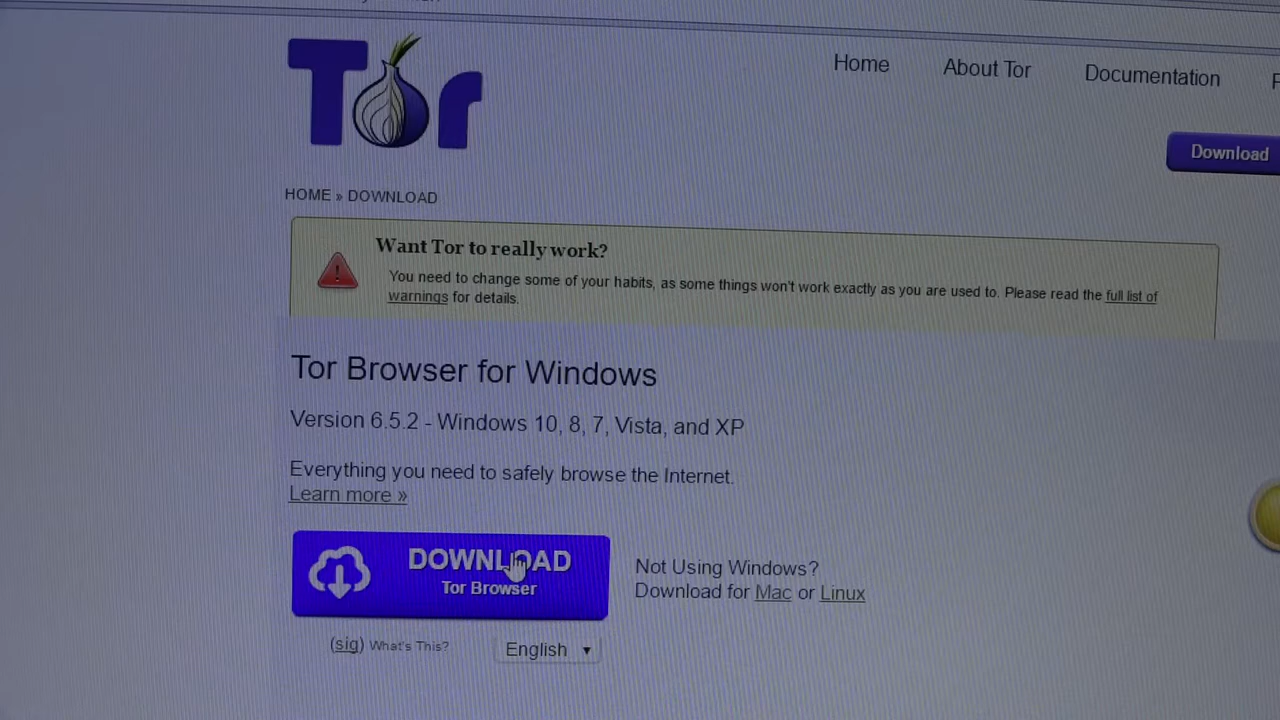 Tor
Home
About Tor
Documentation
Download
HOME » DOWNLOAD
Want Tor to really work?
You need to change some of your habits, as some things won't work exactly as you are used to. Please read the full list of
warnings for details.
Tor Browser for Windows
Version 6.5.2 - Windows 10, 8, 7, Vista, and XP
Everything you need to safely browse the Internet.
Learn more »
DOWNLOAD
Tor Browser
Not Using Windows?
Download for Mac or Linux
(sig) What's This?
English